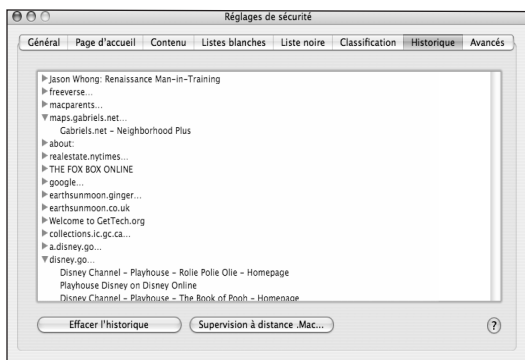 Réglages de sécurité
Général Page d'accueil Contenu Listes blanches Liste noire Classification Historique Avancés
Jason Whong: Renaissance Man-in-Training
freeverse...
macparents...
maps.gabriels.net...
Gabriels.net - Neighborhood Plus
about:
realestate.nytimes...
THE FOX BOX ONLINE
google...
earthsunmoon.ginger...
earthsunmoon.co.uk
Welcome to GetTech.org
collections.ic.gc.ca...
a.disney.go...
disney.go...
Disney Channel - Playhouse - Rolie Polie Olie - Homepage
Playhouse Disney on Disney Online
Disney Channel - Playhouse - The Book of Pooh - Homepage
Effacer l'historique Supervision à distance .Mac... ?